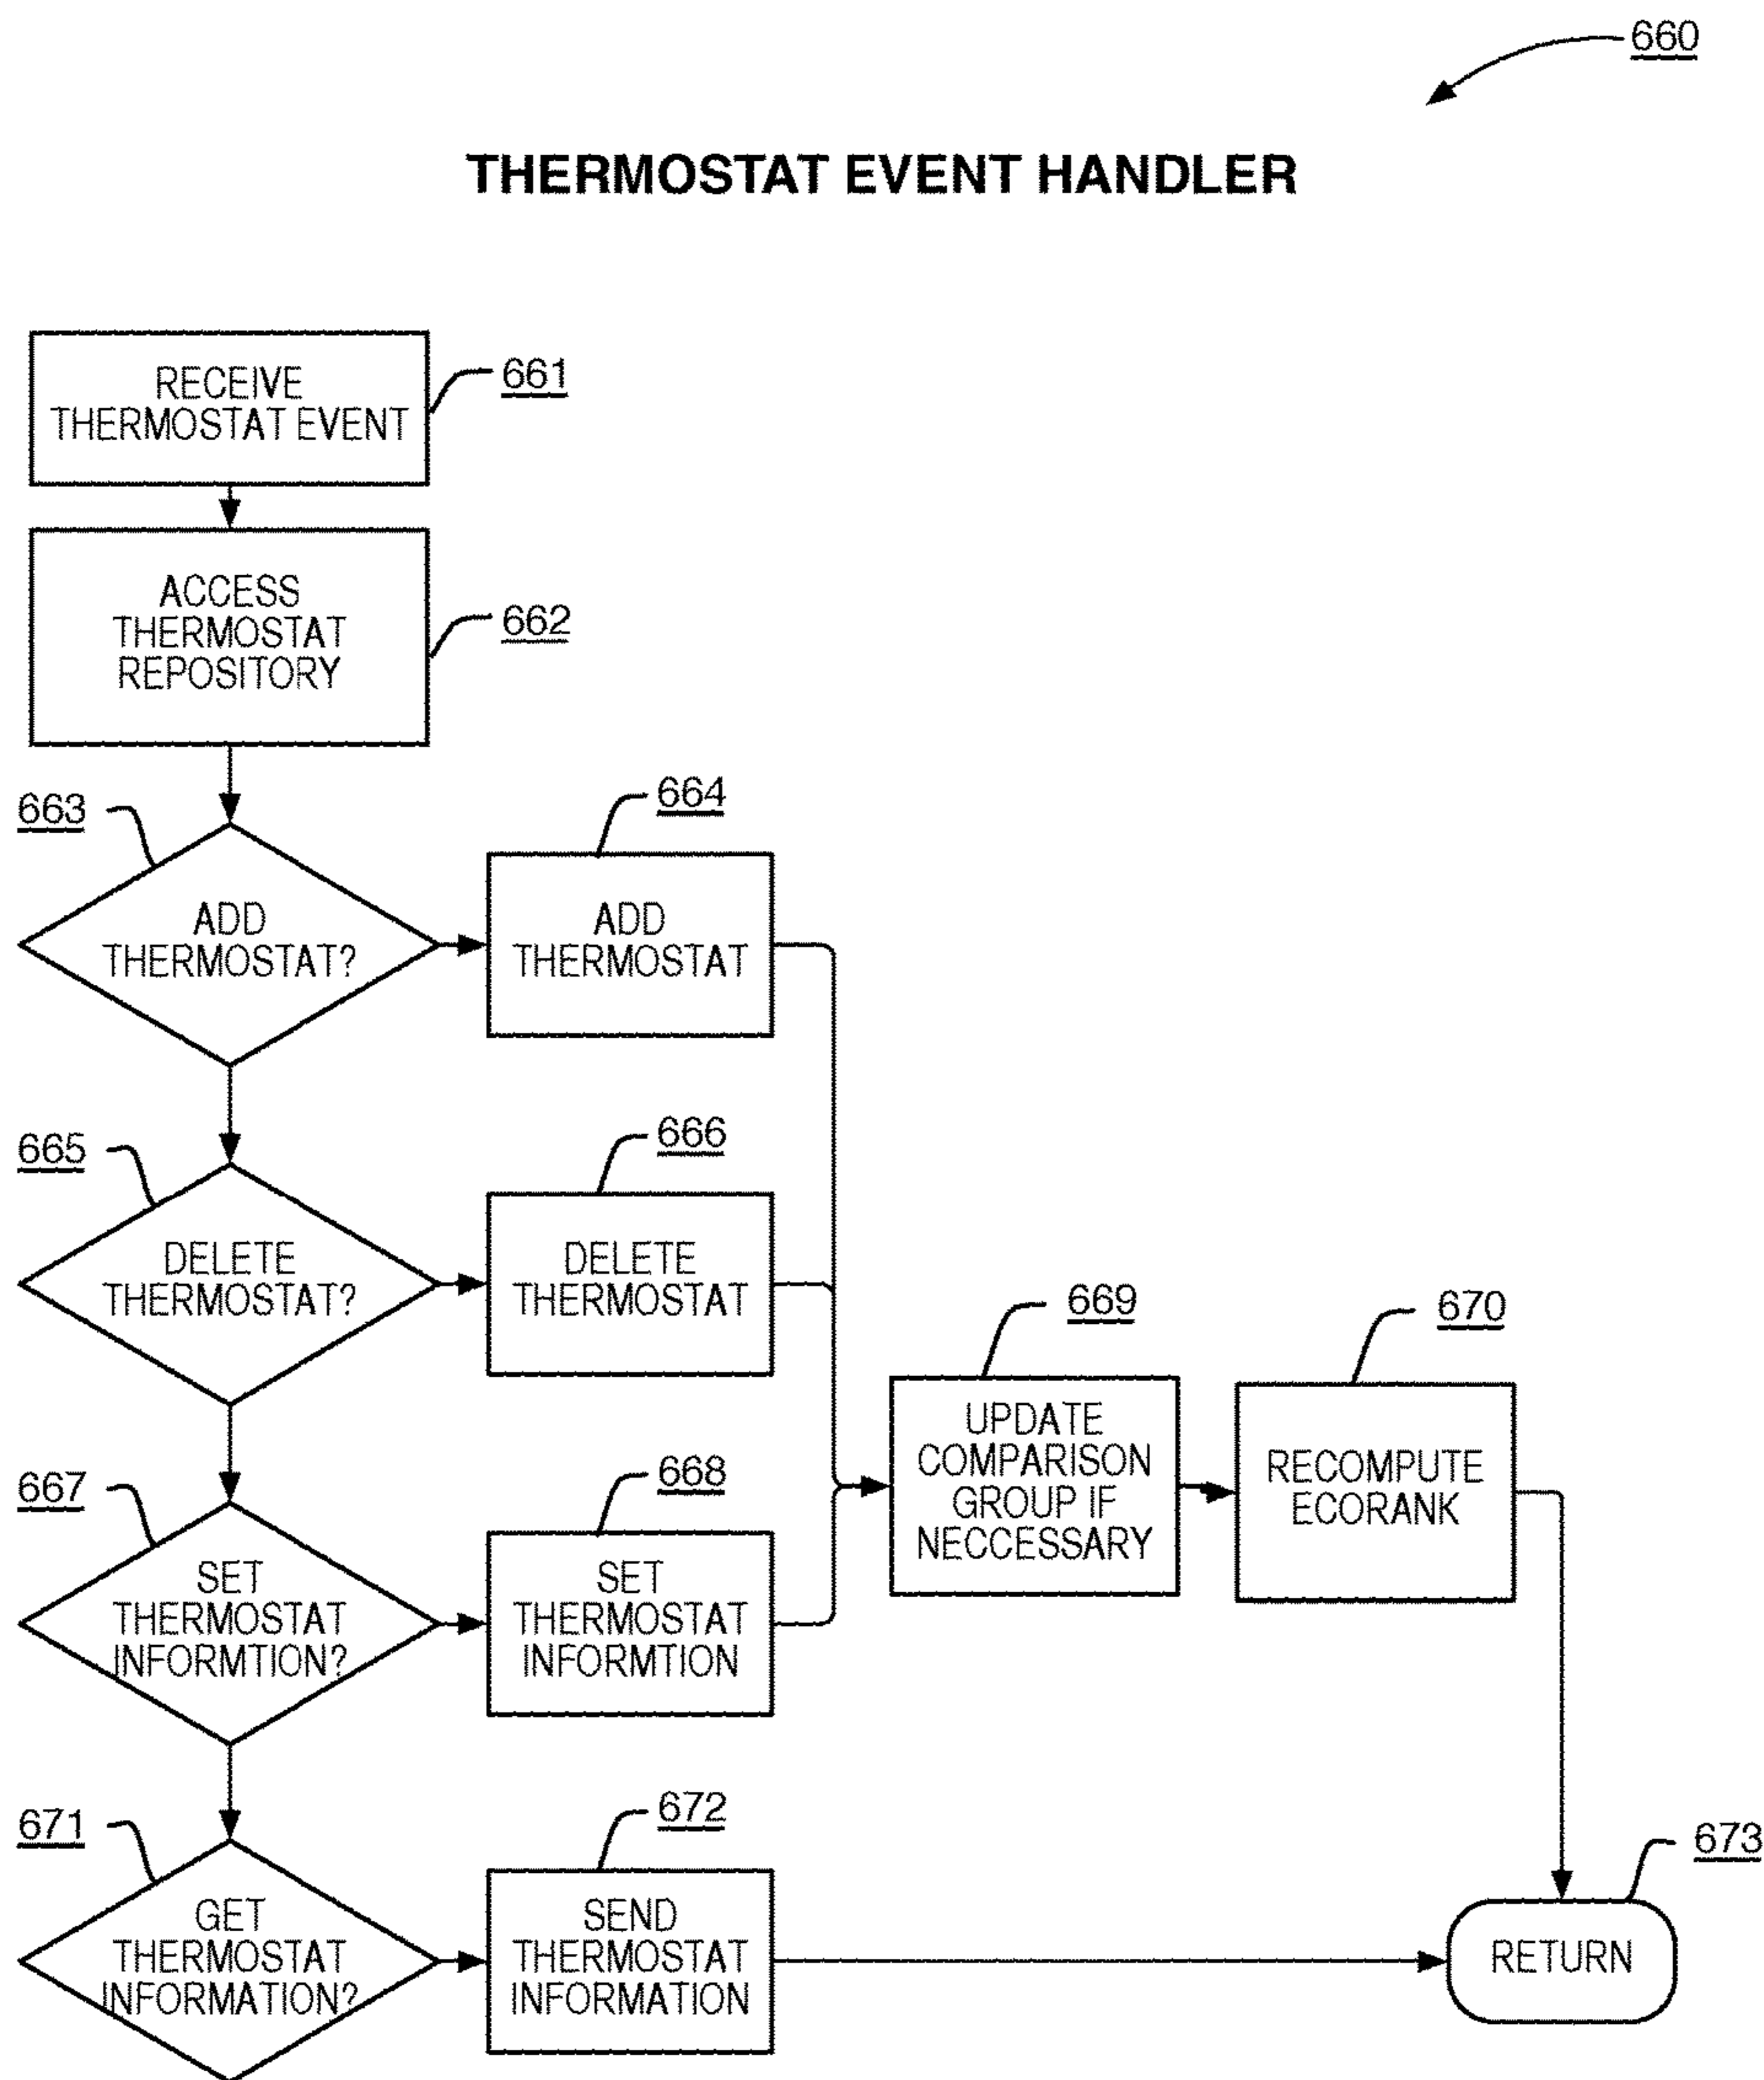 660
THERMOSTAT EVENT HANDLER
RECEIVE
THERMOSTAT EVENT
661
ACCESS
THERMOSTAT
REPOSITORY
662
663
ADD
THERMOSTAT?
664
ADD
THERMOSTAT
665
DELETE
THERMOSTAT?
666
DELETE
THERMOSTAT
667
SET
THERMOSTAT
INFORMTION?
668
SET
THERMOSTAT
INFORMTION
669
UPDATE
COMPARISON
GROUP IF
NECCESSARY
670
RECOMPUTE
ECORANK
671
GET
THERMOSTAT
INFORMATION?
672
SEND
THERMOSTAT
INFORMATION
673
RETURN